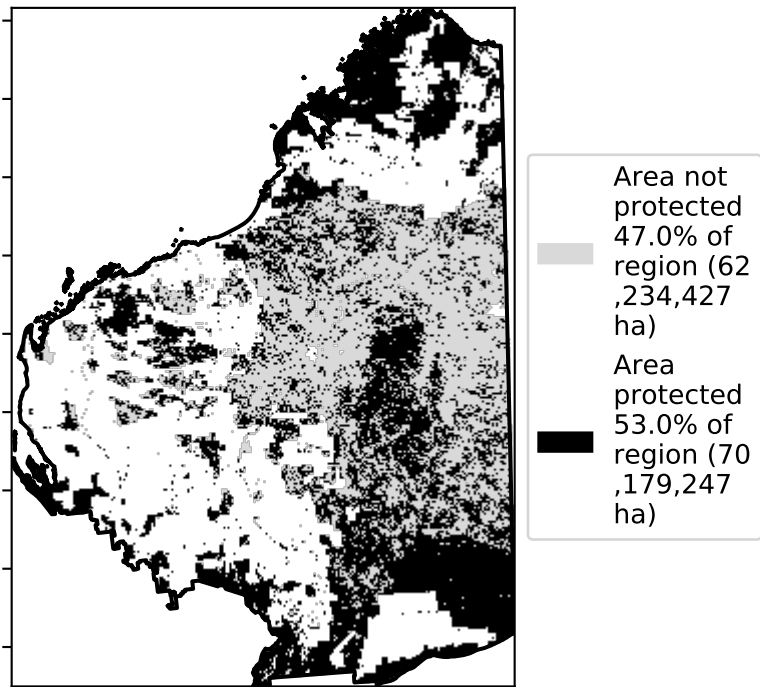 Area not
protected
47.0% of
region (62
,234,427
ha)
Area
protected
53.0% of
region (70
,179,247
ha)